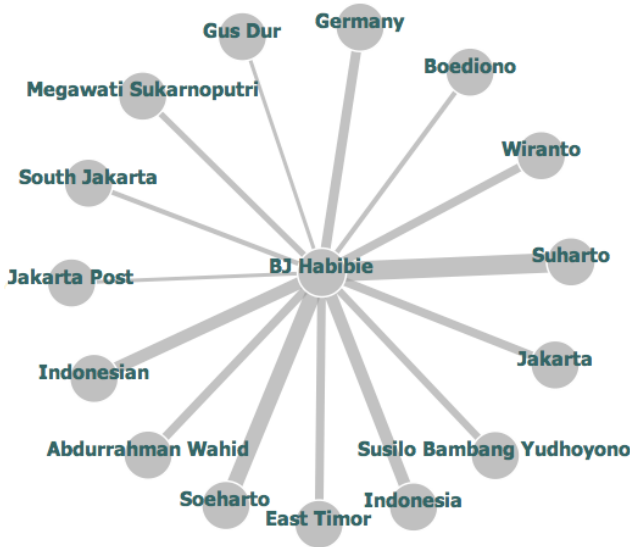 Germany
Gus Dur
Boediono
Megawati Sukarnoputri
Wiranto
South Jakarta
Suharto
BJ Habibie
Jakarta Post
Jakarta
Indonesian
Abdurrahman Wahid
Susilo Bambang Yudhoyono
Soeharto
Indonesia
East Timor